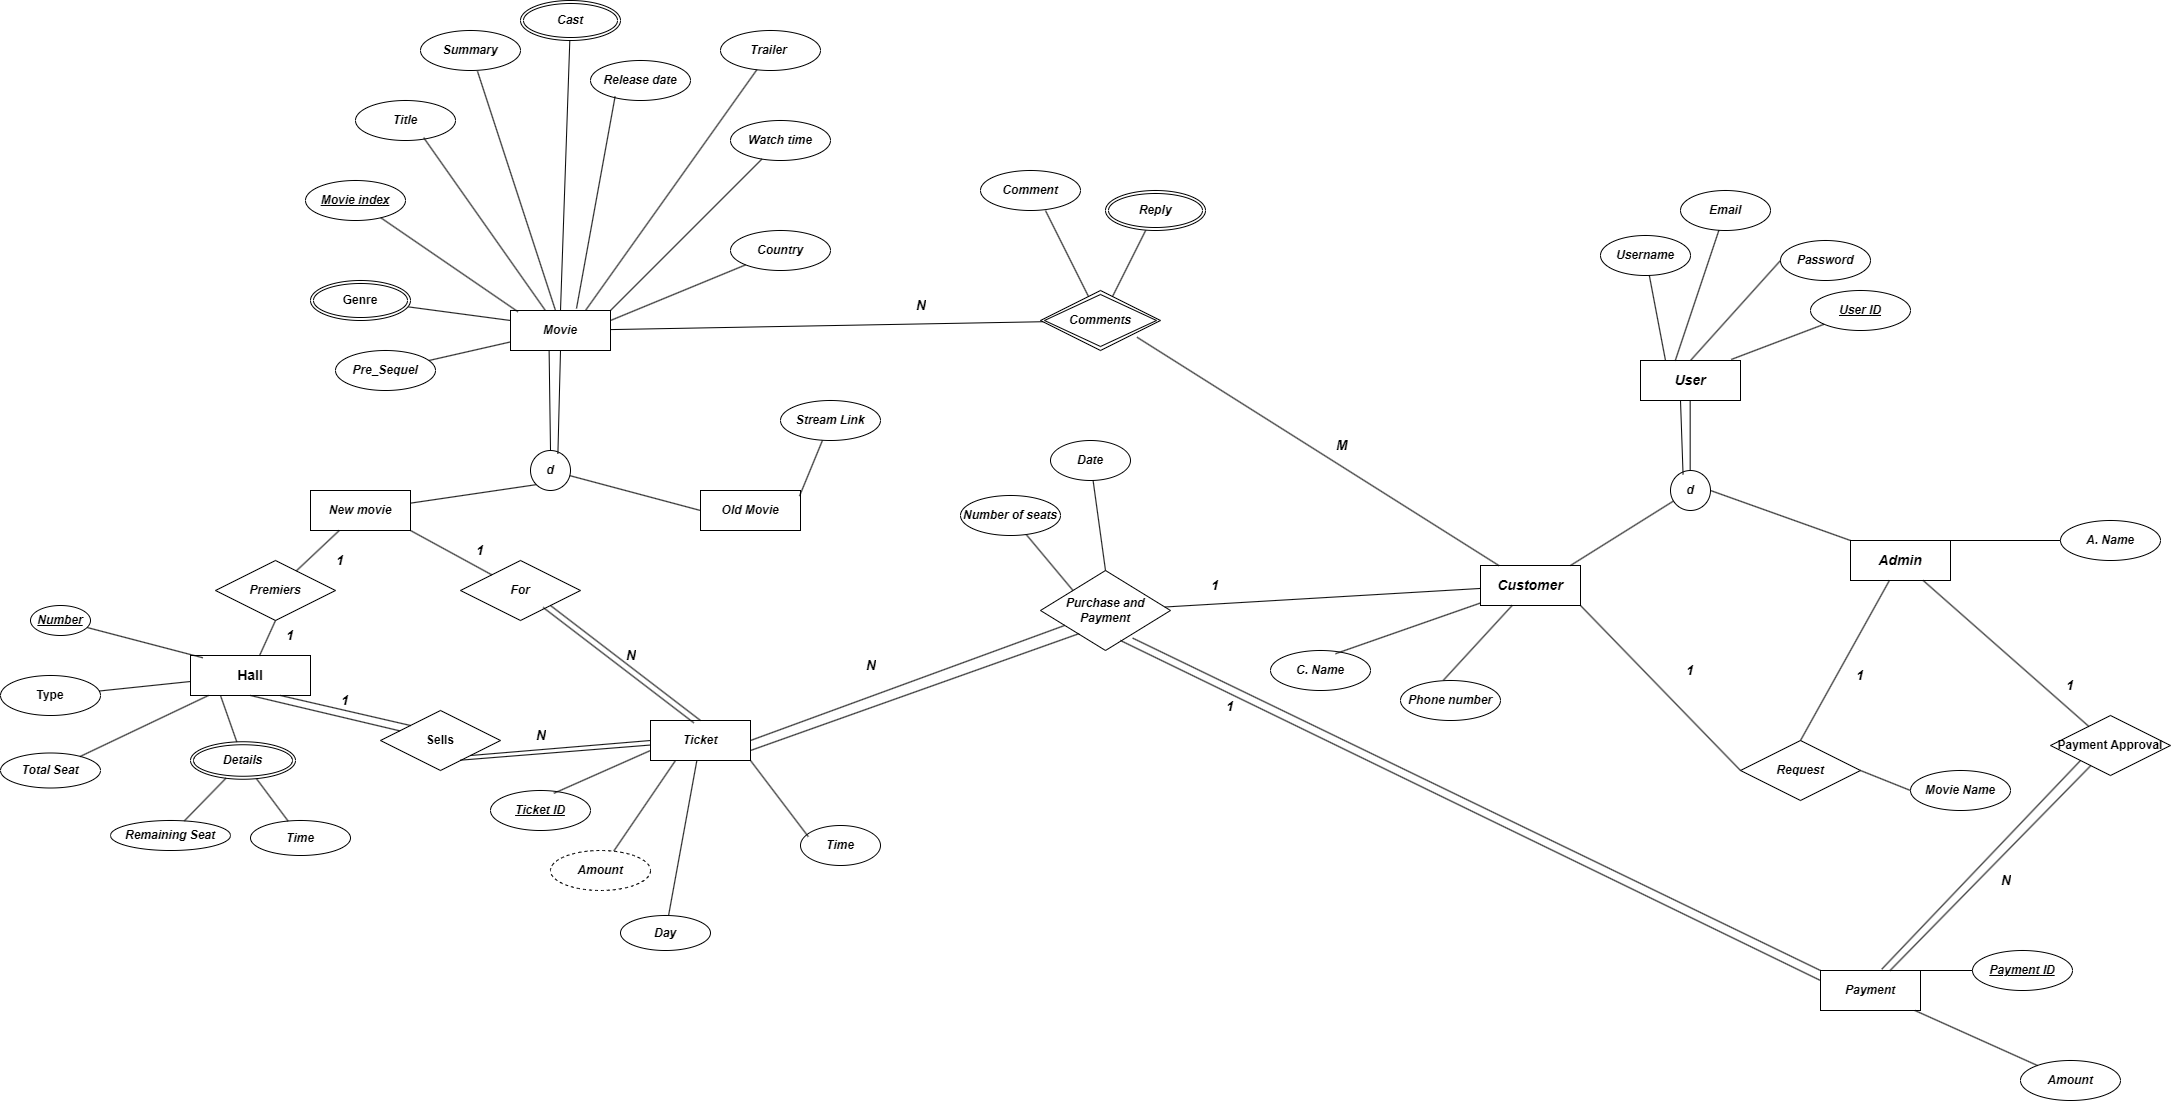 Cast
Summary
Trailer
Release date
Title
Watch time
Movie index
Comment
Reply
Email
Username
Country
Password
Genre
N
Comments
User ID
Movie
Pre_Sequel
User
Stream Link
M
Date
d
d
New movie
Old Movie
Number of seats
1
1
A. Name
Premiers
For
Purchase and
Payment
1
Customer
Admin
Number
1
N
N
C. Name
1
1
1
Hall
Type
1
1
Phone number
Sells
N
Ticket
Payment Approval
Details
Total Seat
Request
Movie Name
Ticket ID
Remaining Seat
Time
Time
Amount
N
Day
Payment ID
Payment
Amount